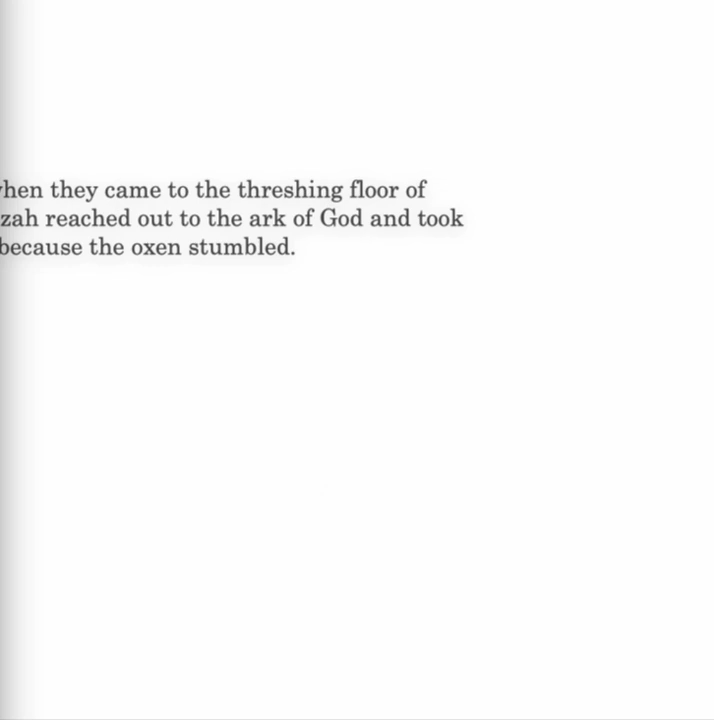 hen they came to the threshing floor of
zah reached out to the ark of God and took
because the oxen stumbled.